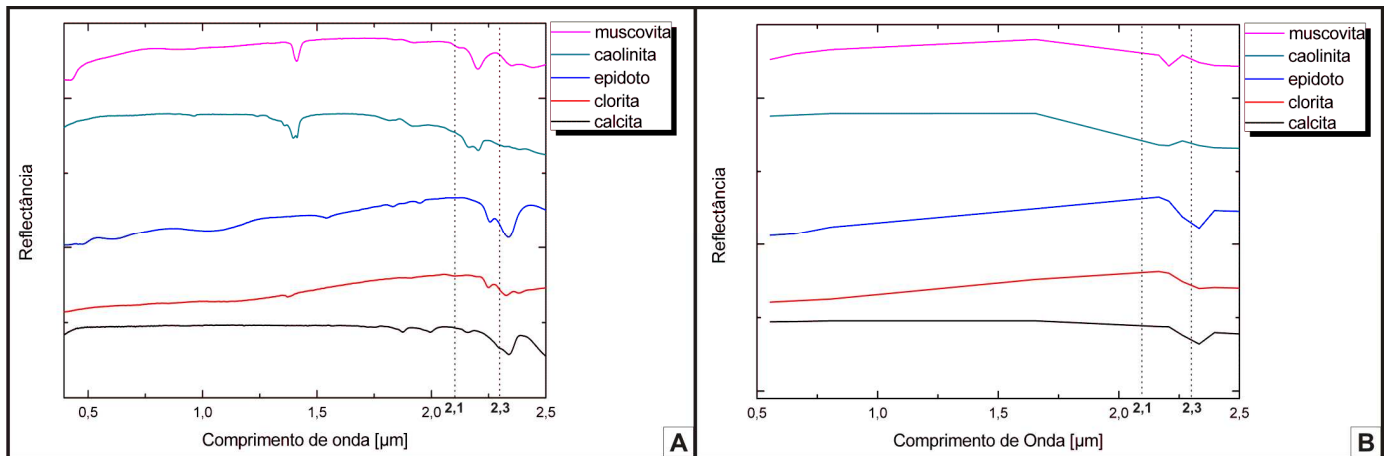 muscovita
caolinita
epidoto
clorita
calcita
Reflectância
0,5
1,0
1,5
2,0
2,1
2,3
2,5
Comprimento de onda [µm]
A
muscovita
caolinita
epidoto
clorita
calcita
Reflectância
0,5
1,0
1,5
2,0
2,1
2,3
2,5
Comprimento de Onda [µm]
B